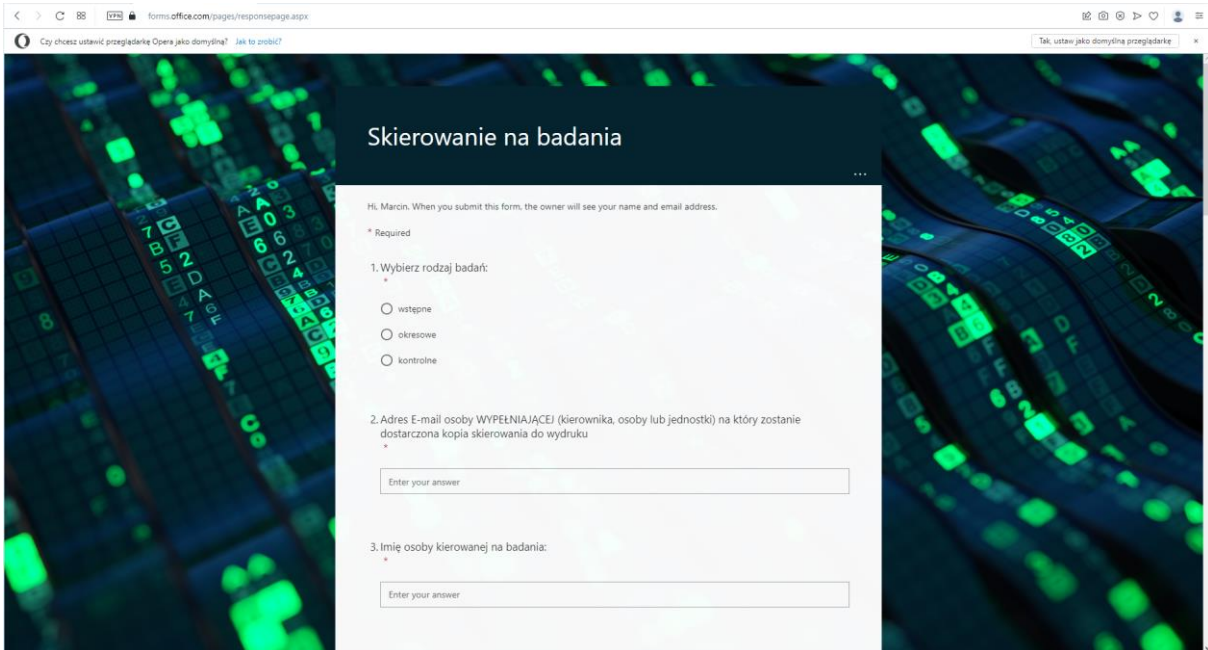 VPN forms.office.com/pages/responsepage.aspx
Czy chcesz ustawić przeglądarkę Opera jako domyślną? Jak to zrobić? Tak, ustaw jako domyślną przeglądarkę ×
Skierowanie na badania
...
Hi, Marcin. When you submit this form, the owner will see your name and email address.
* Required
1. Wybierz rodzaj badań:
*
wstępne
okresowe
kontrolne
2. Adres E-mail osoby WYPEŁNIAJĄCEJ (kierownika, osoby lub jednostki) na który zostanie
dostarczona kopia skierowania do wydruku
*
Enter your answer
3. Imię osoby kierowanej na badania:
*
Enter your answer